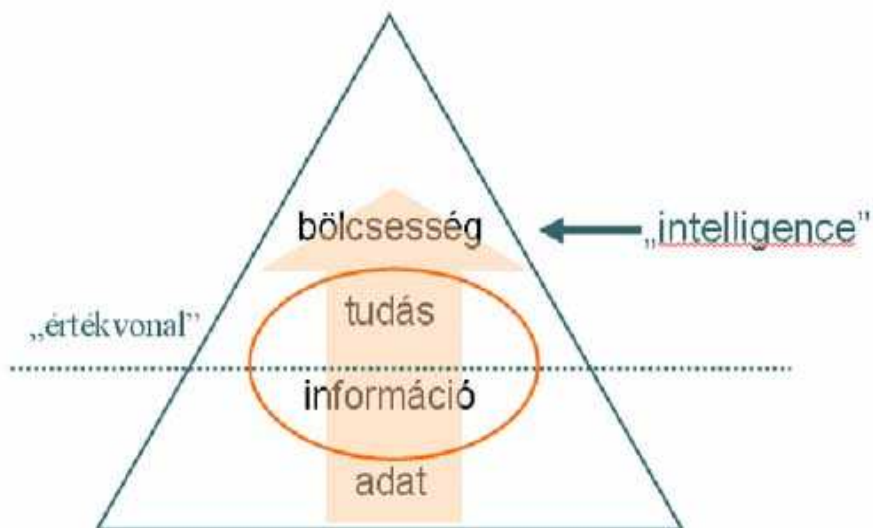 bölcsesség
„intelligence”
tudás
„értékvonal”
információ
adat